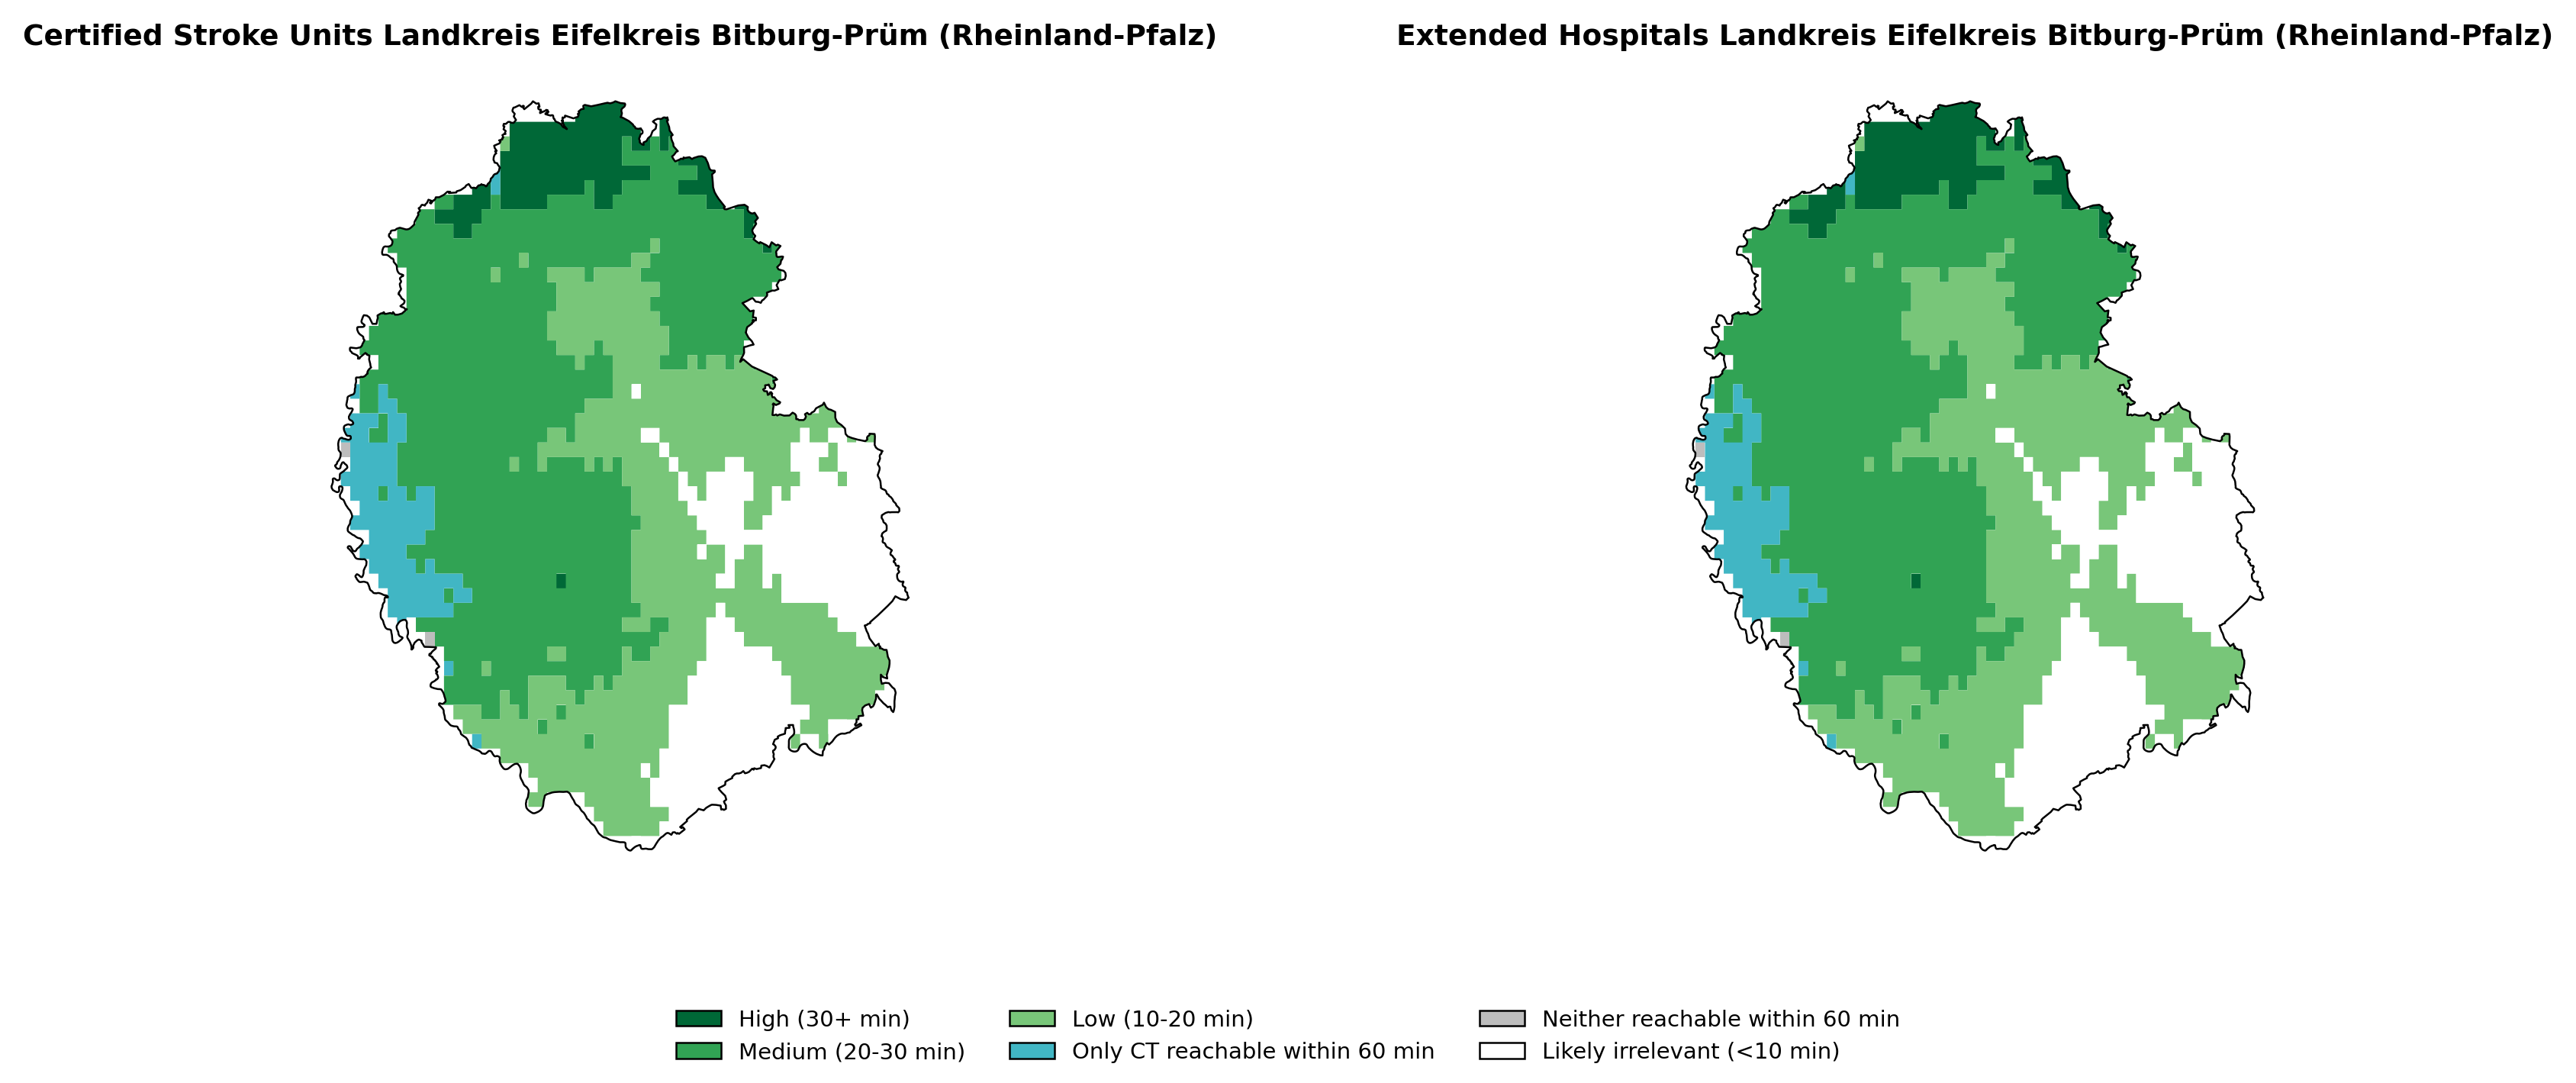 Certified Stroke Units Landkreis Eifelkreis Bitburg-Prüm (Rheinland-Pfalz)
Extended Hospitals Landkreis Eifelkreis Bitburg-Prüm (Rheinland-Pfalz)
High (30+ min)
Medium (20-30 min)
Low (10-20 min)
Only CT reachable within 60 min
Neither reachable within 60 min
Likely irrelevant (<10 min)